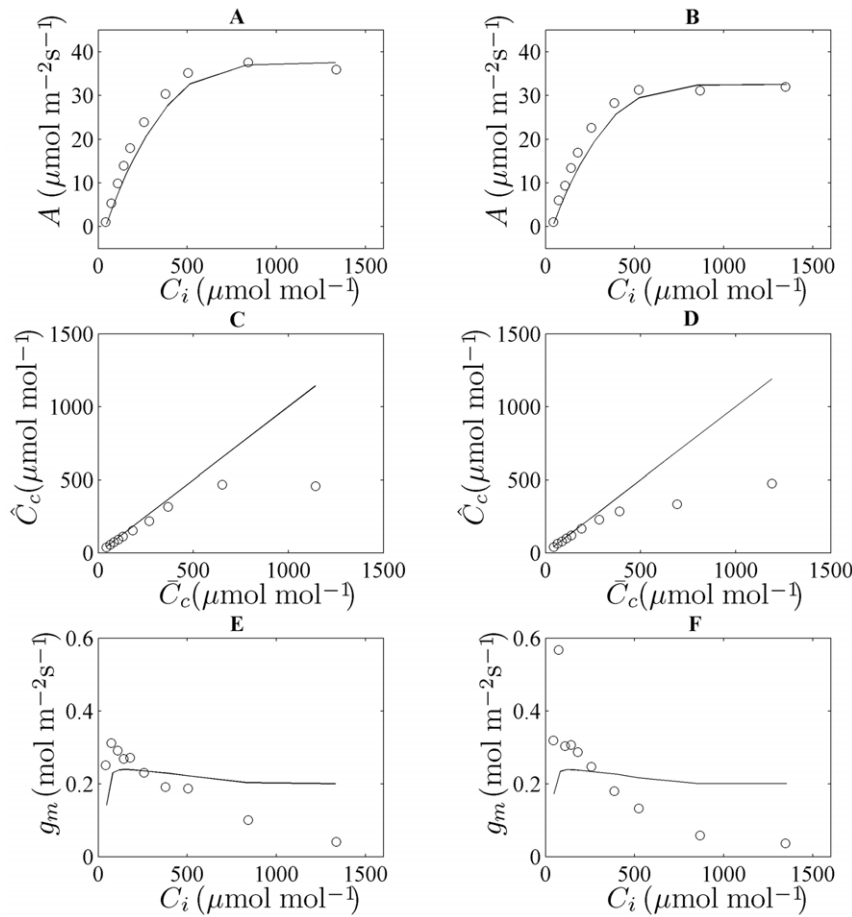 A
B
A (μmol m−2s−1)
40
30
20
10
0
0 500 1000 1500
Ci (μmol mol−1)
A (μmol m−2s−1)
40
30
20
10
0
0 500 1000 1500
Ci (μmol mol−1)
C
D
Ĉc(μmol mol−1)
1500
1000
500
0
0 500 1000 1500
C̄c(μmol mol−1)
Ĉc(μmol mol−1)
1500
1000
500
0
0 500 1000 1500
C̄c(μmol mol−1)
E
F
gm(mol m−2s−1)
0.6
0.4
0.2
0
0 500 1000 1500
Ci (μmol mol−1)
gm(mol m−2s−1)
0.6
0.4
0.2
0
0 500 1000 1500
Ci (μmol mol−1)